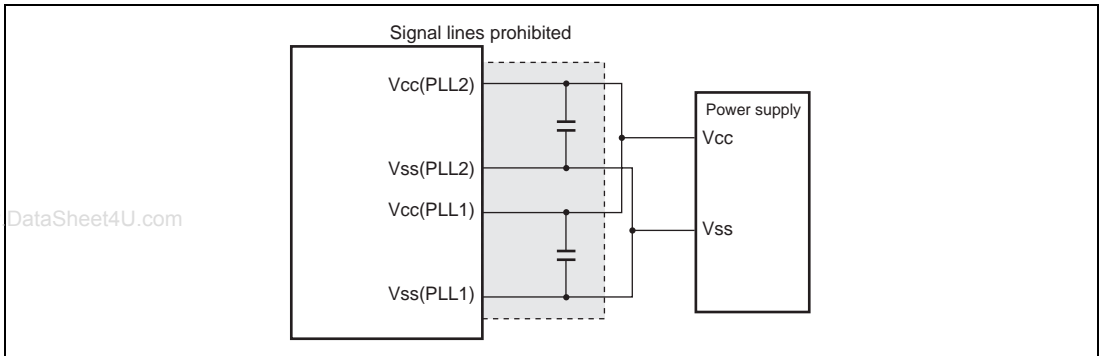 Signal lines prohibited
Vcc(PLL2)
Power supply
Vcc
Vss(PLL2)
Vcc(PLL1)
DataSheet4U.com
Vss
Vss(PLL1)